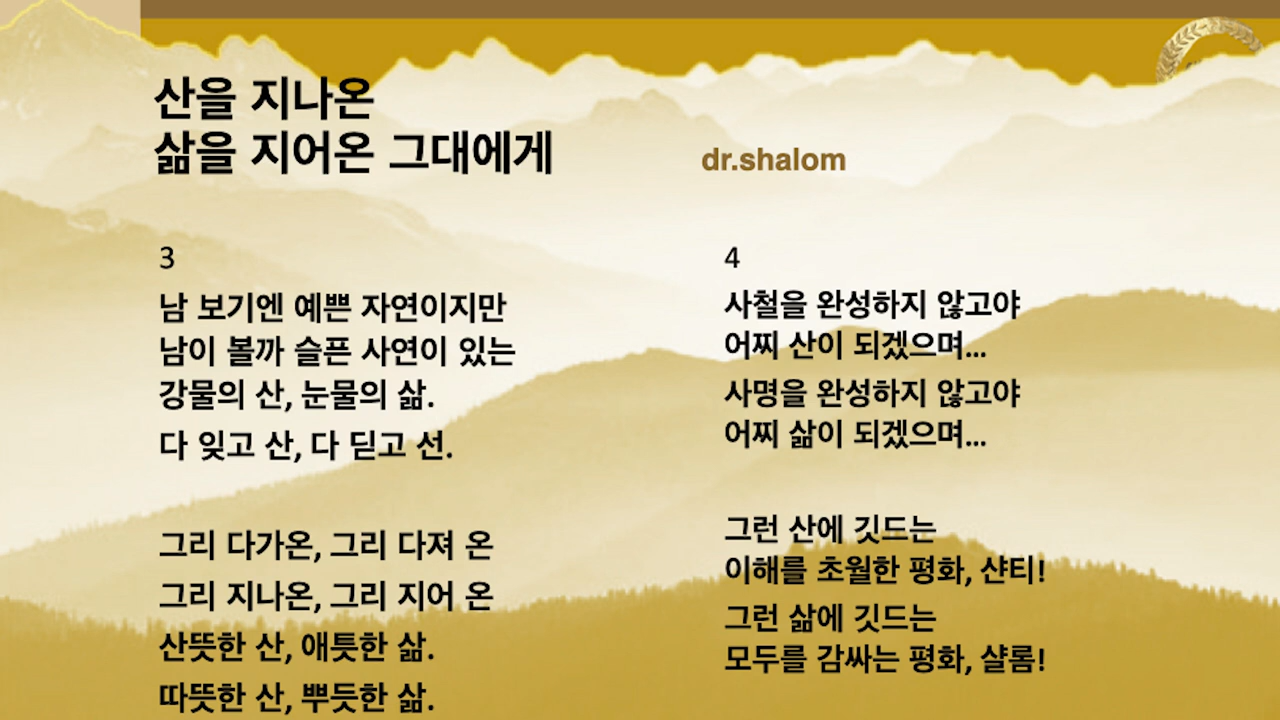 산을 지나온
삶을 지어온 그대에게
dr.shalom
3
남 보기엔 예쁜 자연이지만
남이 볼까 슬픈 사연이 있는
강물의 산, 눈물의 삶.
다 잊고 산, 다 딛고 선.
그리 다가온, 그리 다져 온
그리 지나온, 그리 지어 온
산뜻한 산, 애틋한 삶.
따뜻한 산, 뿌듯한 삶.
4
사철을 완성하지 않고야
어찌 산이 되겠으며...
사명을 완성하지 않고야
어찌 삶이 되겠으며...
그런 산에 깃드는
이해를 초월한 평화, 샨티!
그런 삶에 깃드는
모두를 감싸는 평화, 샬롬!